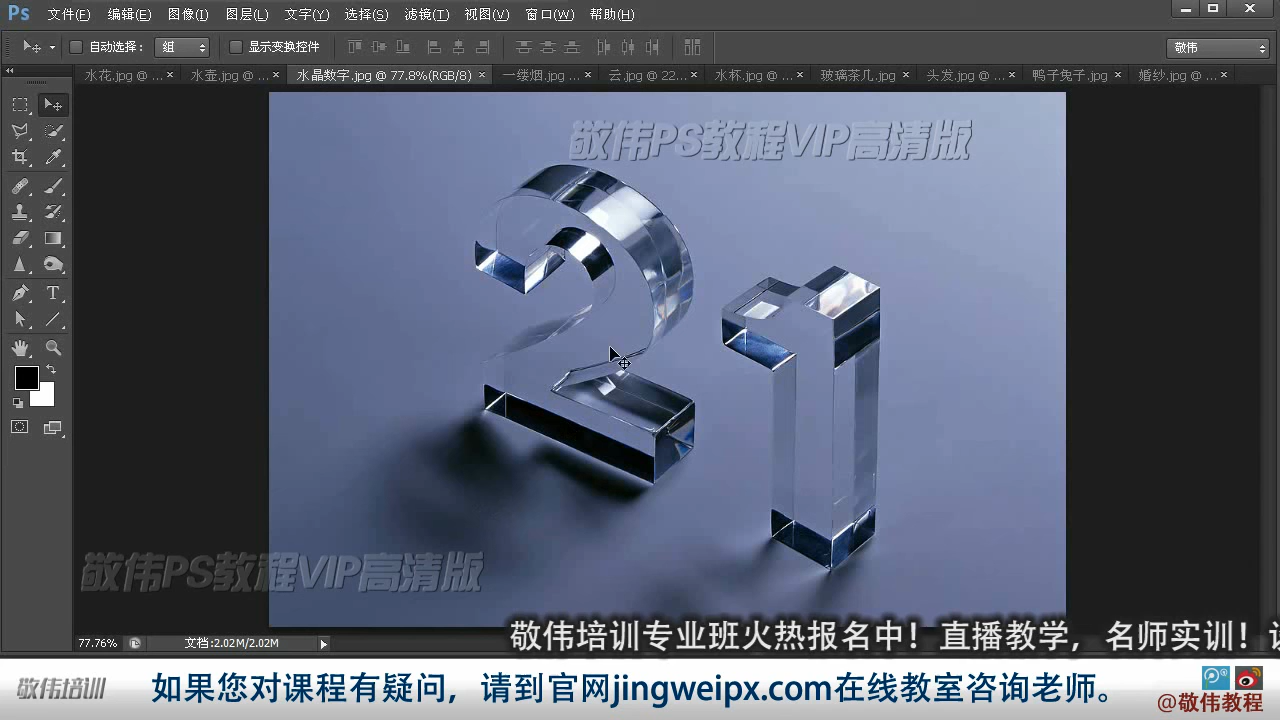 Ps 文件(F) 编辑(E) 图像(I) 图层(L) 文字(Y) 选择(S) 滤镜(T) 视图(V) 窗口(W) 帮助(H)
自动选择： 组 显示变换控件 敬伟
水花.jpg @ ... × 水壶.jpg @ ... × 水晶数字.jpg @ 77.8%(RGB/8) × 一缕烟.jpg ... × 云.jpg @ 22... × 水杯.jpg @ ... × 玻璃茶几.jpg × 头发.jpg @ ... × 鸭子兔子.jpg × 婚纱.jpg @ ... ×
敬伟PS教程VIP高清版
21
敬伟PS教程VIP高清版
敬伟培训专业班火热报名中！直播教学，名师实训！
77.76% 文档:2.02M/2.02M
敬伟培训 如果您对课程有疑问，请到官网jingweipx.com在线教室咨询老师。
@敬伟教程